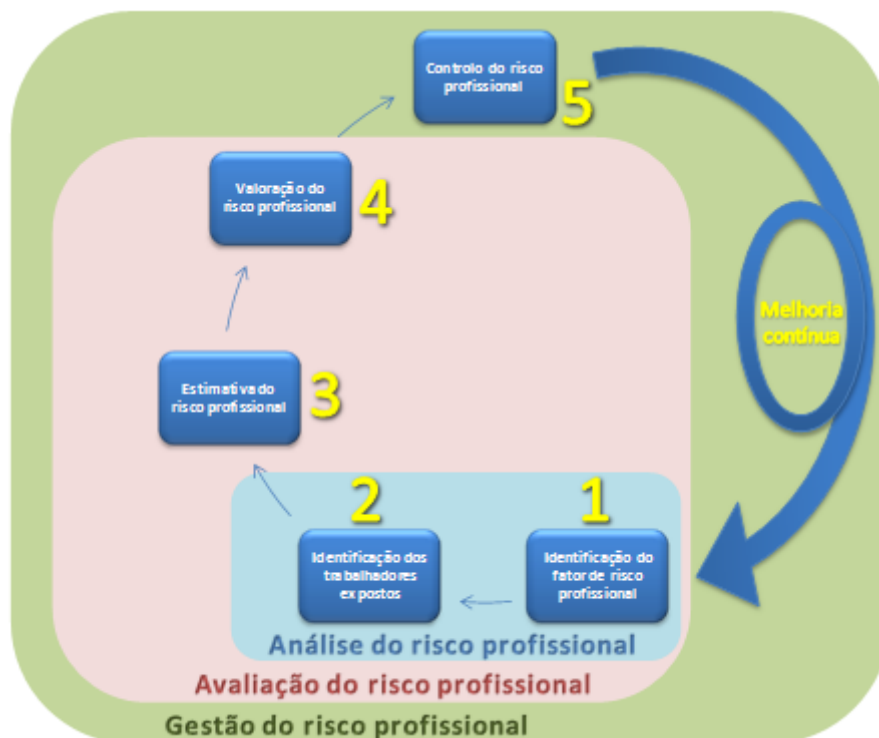 Controlo do risco
profissional
5
Valoração do
risco profissional
4
Melhoria
contínua
Estimativa do
risco profissional
3
2
1
Identificação dos
trabalhadores
expostos
Identificação do
fator de risco
profissional
Análise do risco profissional
Avaliação do risco profissional
Gestão do risco profissional